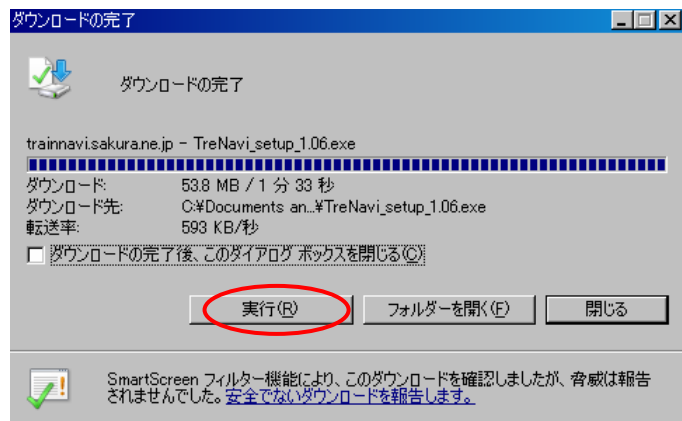 ダウンロードの完了
ダウンロードの完了
trainnavi.sakura.ne.jp - TreNavi_setup_1.06.exe
ダウンロード: 53.8 MB / 1 分 33 秒
ダウンロード先: C:¥Documents an...¥TreNavi_setup_1.06.exe
転送率: 593 KB/秒
ダウンロードの完了後、このダイアログ ボックスを閉じる(C)
実行(R) フォルダーを開く(F) 閉じる
SmartScreen フィルター機能により、このダウンロードを確認しましたが、脅威は報告
されませんでした。安全でないダウンロードを報告します。